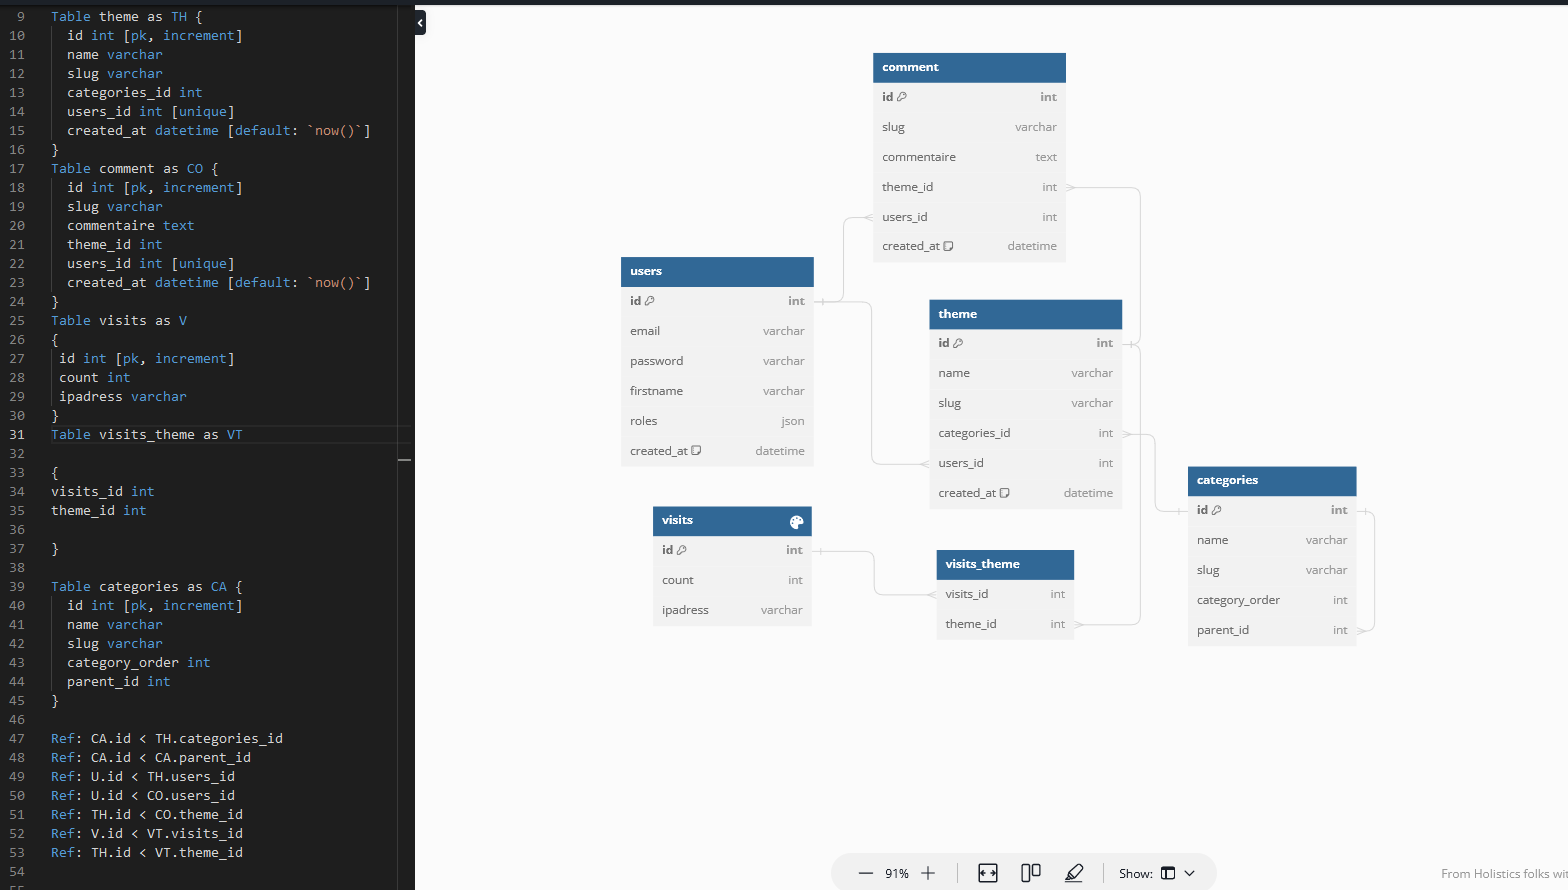 9 Table theme as TH {
10 id int [pk, increment]
11 name varchar
12 slug varchar
13 categories_id int
14 users_id int [unique]
15 created_at datetime [default: `now()`]
16 }
17 Table comment as CO {
18 id int [pk, increment]
19 slug varchar
20 commentaire text
21 theme_id int
22 users_id int [unique]
23 created_at datetime [default: `now()`]
24 }
25 Table visits as V
26 {
27 id int [pk, increment]
28 count int
29 ipadress varchar
30 }
31 Table visits_theme as VT
32
33 {
34 visits_id int
35 theme_id int
36
37 }
38
39 Table categories as CA {
40 id int [pk, increment]
41 name varchar
42 slug varchar
43 category_order int
44 parent_id int
45 }
46
47 Ref: CA.id < TH.categories_id
48 Ref: CA.id < CA.parent_id
49 Ref: U.id < TH.users_id
50 Ref: U.id < CO.users_id
51 Ref: TH.id < CO.theme_id
52 Ref: V.id < VT.visits_id
53 Ref: TH.id < VT.theme_id
54
comment
id int
slug varchar
commentaire text
theme_id int
users_id int
created_at datetime
users
id int
email varchar
password varchar
firstname varchar
roles json
created_at datetime
theme
id int
name varchar
slug varchar
categories_id int
users_id int
created_at datetime
categories
id int
name varchar
slug varchar
category_order int
parent_id int
visits
id int
count int
ipadress varchar
visits_theme
visits_id int
theme_id int
91%
Show:
From Holistics folks wi